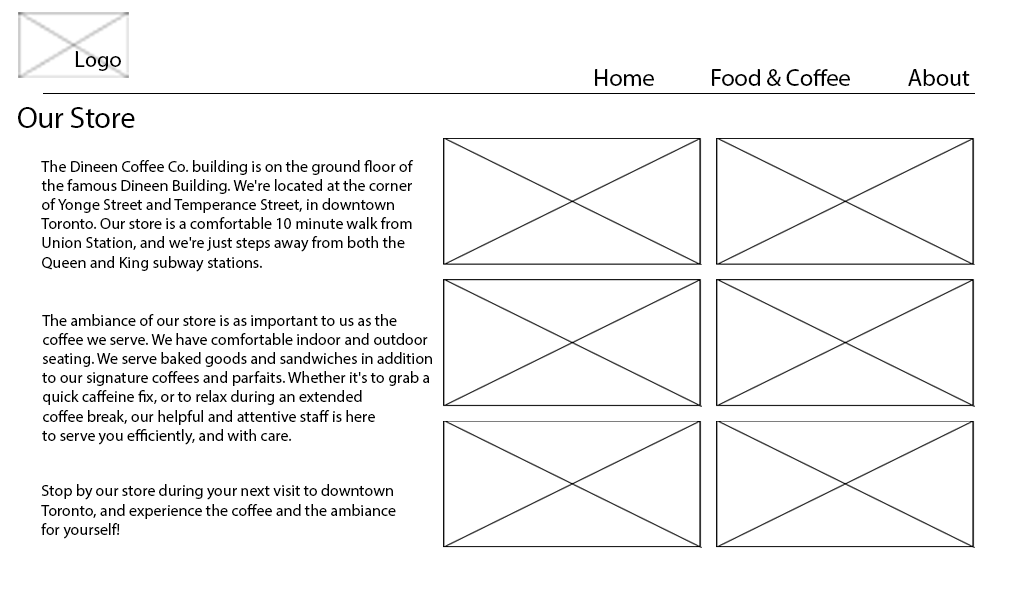 Logo
Home Food & Coffee About
Our Store
The Dineen Coffee Co. building is on the ground floor of
the famous Dineen Building. We're located at the corner
of Yonge Street and Temperance Street, in downtown
Toronto. Our store is a comfortable 10 minute walk from
Union Station, and we're just steps away from both the
Queen and King subway stations.
The ambiance of our store is as important to us as the
coffee we serve. We have comfortable indoor and outdoor
seating. We serve baked goods and sandwiches in addition
to our signature coffees and parfaits. Whether it's to grab a
quick caffeine fix, or to relax during an extended
coffee break, our helpful and attentive staff is here
to serve you efficiently, and with care.
Stop by our store during your next visit to downtown
Toronto, and experience the coffee and the ambiance
for yourself!